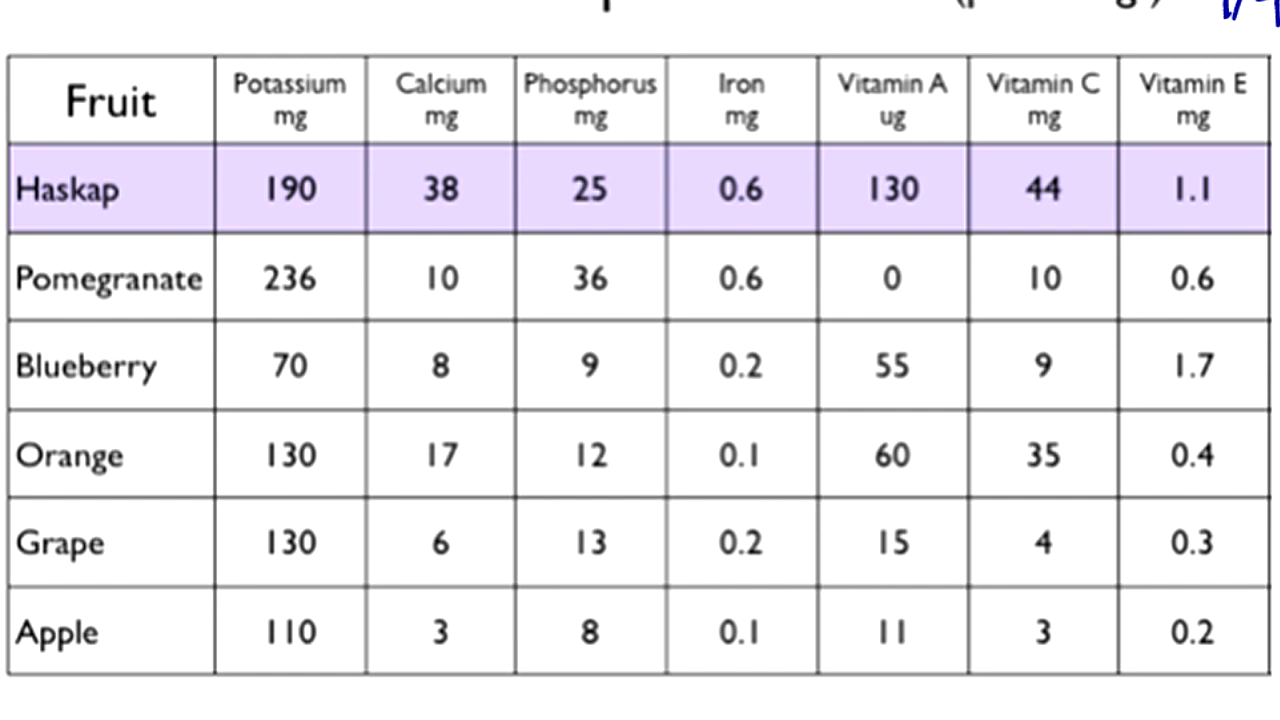 Fruit Potassium mg Calcium mg Phosphorus mg Iron mg Vitamin A ug Vitamin C mg Vitamin E mg
Haskap 190 38 25 0.6 130 44 1.1
Pomegranate 236 10 36 0.6 0 10 0.6
Blueberry 70 8 9 0.2 55 9 1.7
Orange 130 17 12 0.1 60 35 0.4
Grape 130 6 13 0.2 15 4 0.3
Apple 110 3 8 0.1 11 3 0.2